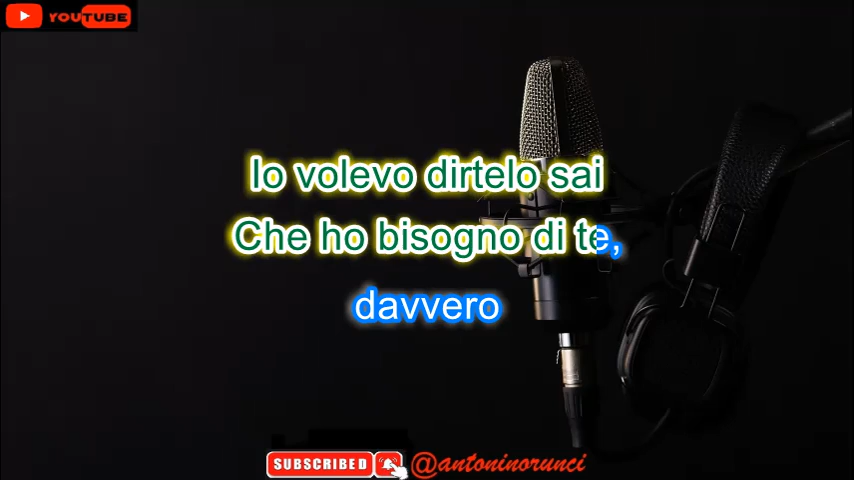 YOUTUBE
Io volevo dirtelo sai
Che ho bisogno di te,
davvero
SUBSCRIBED @antoninorunci